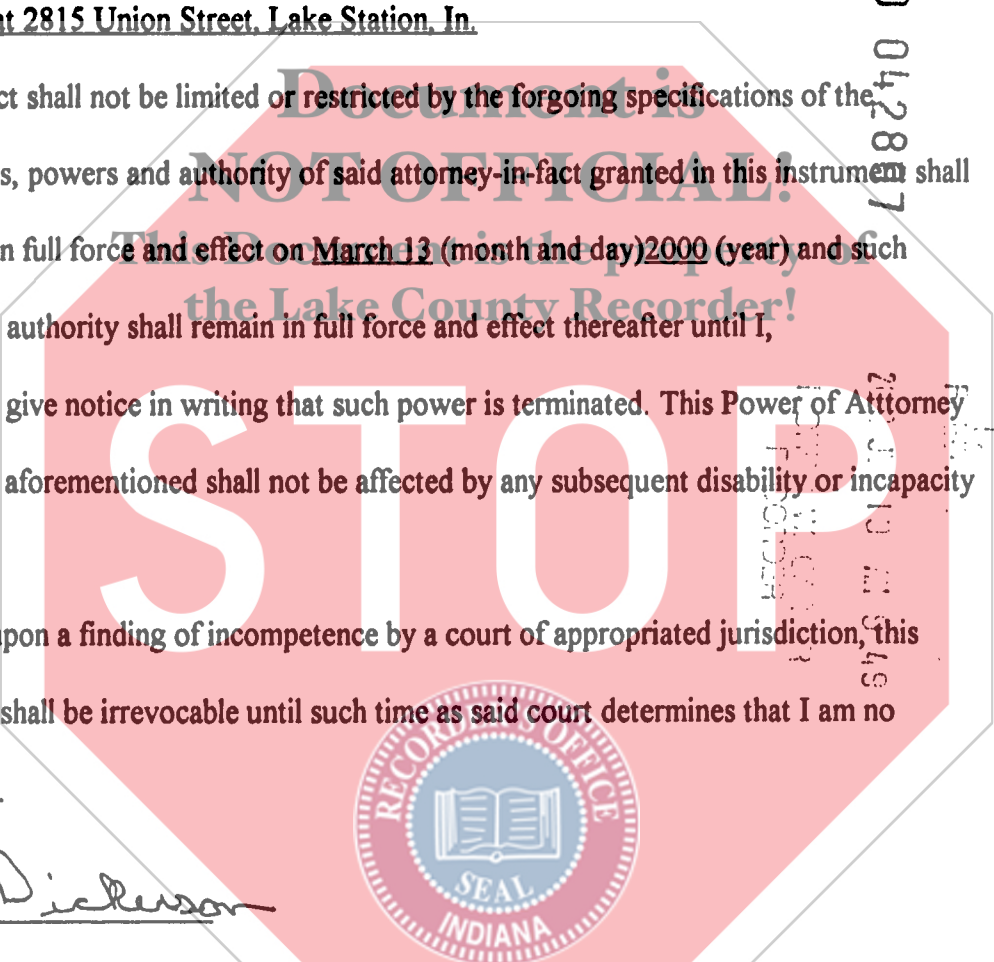 at 2815 Union Street, Lake Station, In.
ct shall not be limited or restricted by the forgoing specifications of the
s, powers and authority of said attorney-in-fact granted in this instrument shall
n full force and effect on March 13 (month and day)2000 (year) and such
authority shall remain in full force and effect thereafter until I,
give notice in writing that such power is terminated. This Power of Atttorney
aforementioned shall not be affected by any subsequent disability or incapacity
upon a finding of incompetence by a court of appropriated jurisdiction, this
shall be irrevocable until such time as said court determines that I am no
Dickerson
Document is
NOT OFFICIAL!
This Document is the property of
the Lake County Recorder!
STOP
RECORDER'S OFFICE
SEAL
INDIANA
042887